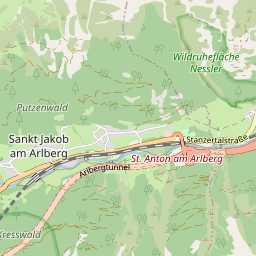 Wildruhefläche
Nessler
Putzenwald
Sankt Jakob
am Arlberg
Stanzertalstraße
St. Anton am Arlberg
Arlbergtunnel
Kresswald